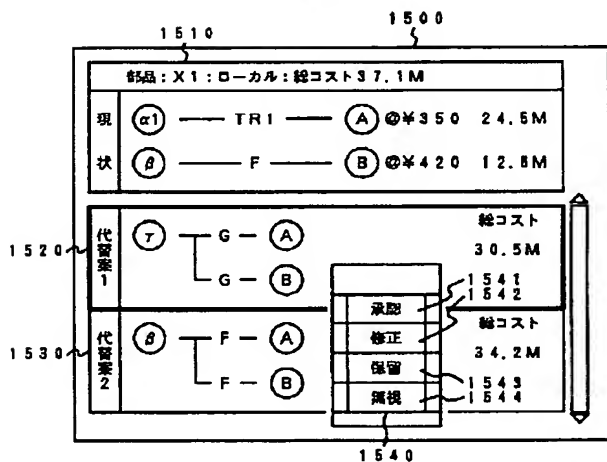 1500
1510
部品：X1：ローカル：総コスト37.1M
現状
α1 TR1 A @¥350 24.5M
β F B @¥420 12.6M
1520
代替案1
γ G A
G B
総コスト
30.5M
1530
代替案2
β F A
F B
総コスト
34.2M
承認
修正
保留
無視
1541
1542
1543
1544
1540